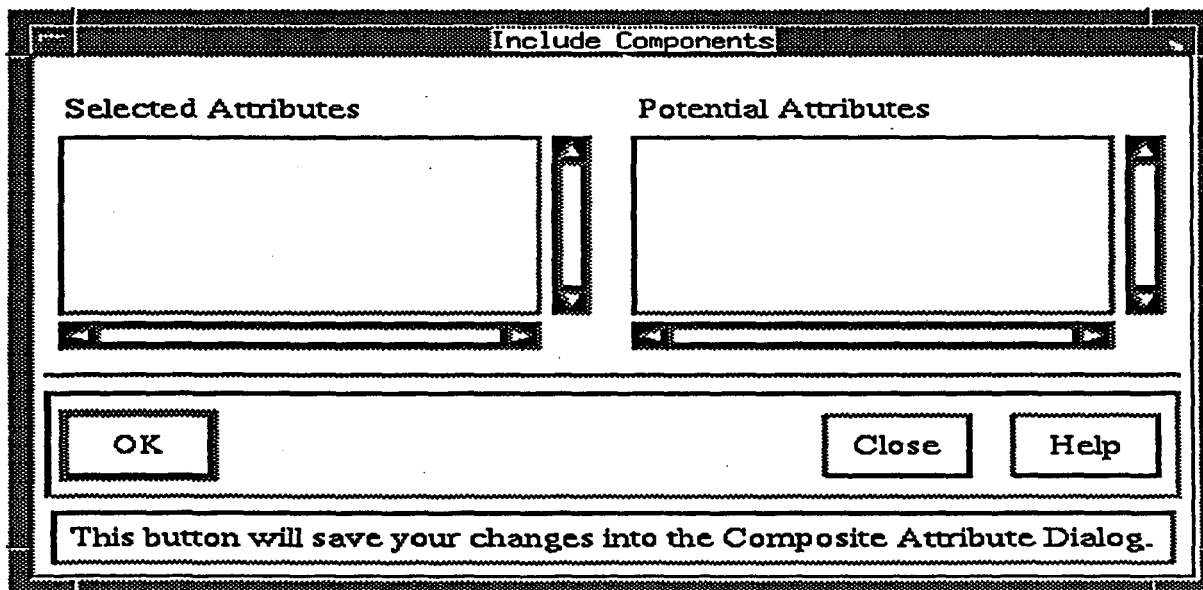 Include Components
Selected Attributes Potential Attributes
OK Close Help
This button will save your changes into the Composite Attribute Dialog.